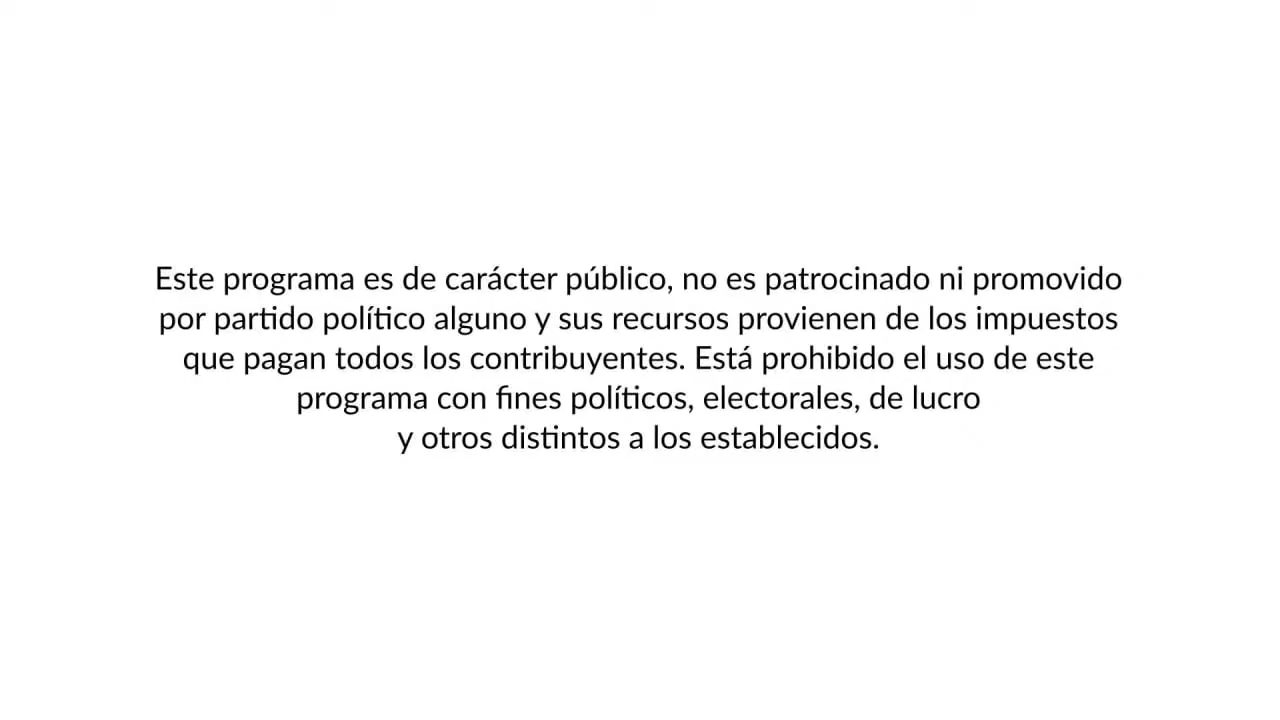 Este programa es de carácter público, no es patrocinado ni promovido
por partido político alguno y sus recursos provienen de los impuestos
que pagan todos los contribuyentes. Está prohibido el uso de este
programa con fines políticos, electorales, de lucro
y otros distintos a los establecidos.